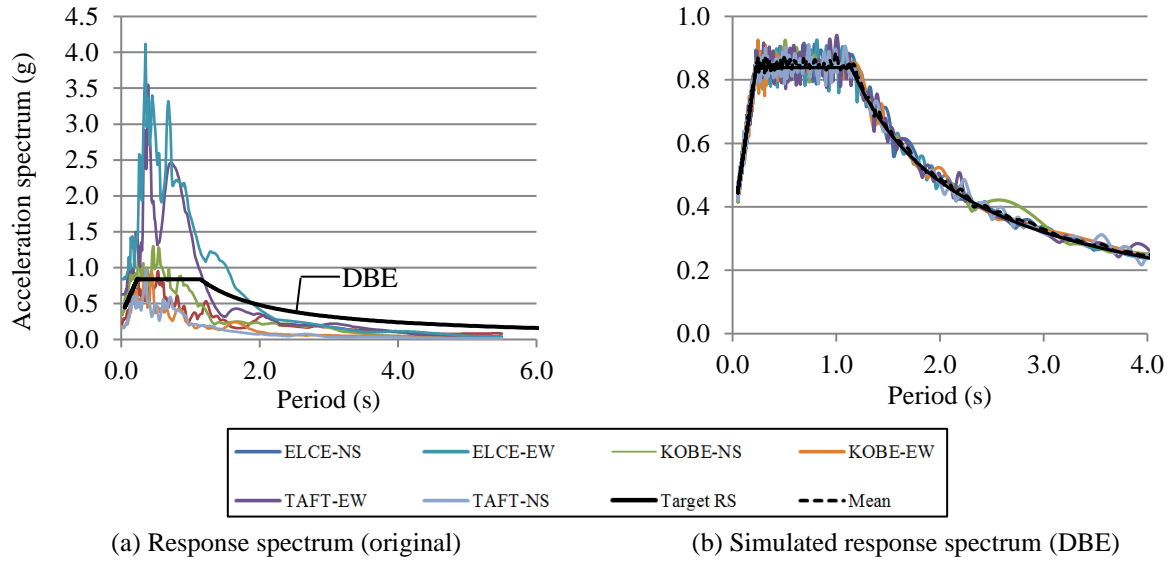 4.5
4.0
3.5
3.0
2.5
2.0
1.5
1.0
0.5
0.0
Acceleration spectrum (g)
DBE
0.0 2.0 4.0 6.0
Period (s)
1.0
0.8
0.6
0.4
0.2
0.0
0.0 1.0 2.0 3.0 4.0
Period (s)
ELCE-NS ELCE-EW KOBE-NS KOBE-EW
TAFT-EW TAFT-NS Target RS Mean
(a) Response spectrum (original)
(b) Simulated response spectrum (DBE)